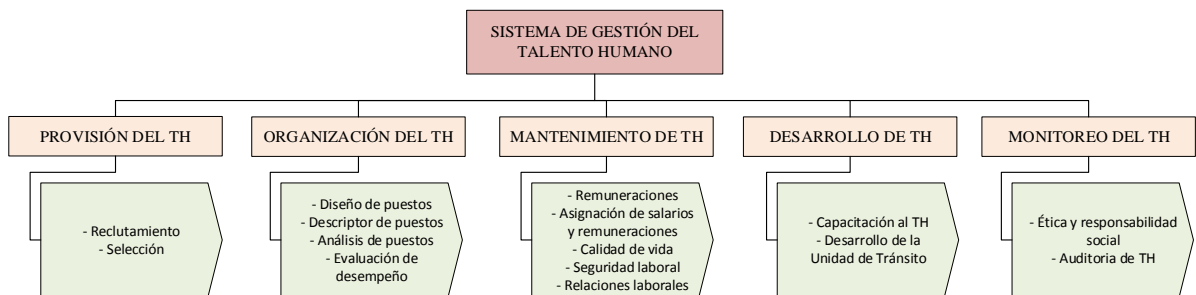 SISTEMA DE GESTIÓN DEL
TALENTO HUMANO
PROVISIÓN DEL TH
- Reclutamiento
- Selección
ORGANIZACIÓN DEL TH
- Diseño de puestos
- Descriptor de puestos
- Análisis de puestos
- Evaluación de
desempeño
MANTENIMIENTO DE TH
- Remuneraciones
- Asignación de salarios
y remuneraciones
- Calidad de vida
- Seguridad laboral
- Relaciones laborales
DESARROLLO DE TH
- Capacitación al TH
- Desarrollo de la
Unidad de Tránsito
MONITOREO DEL TH
- Ética y responsabilidad
social
- Auditoria de TH